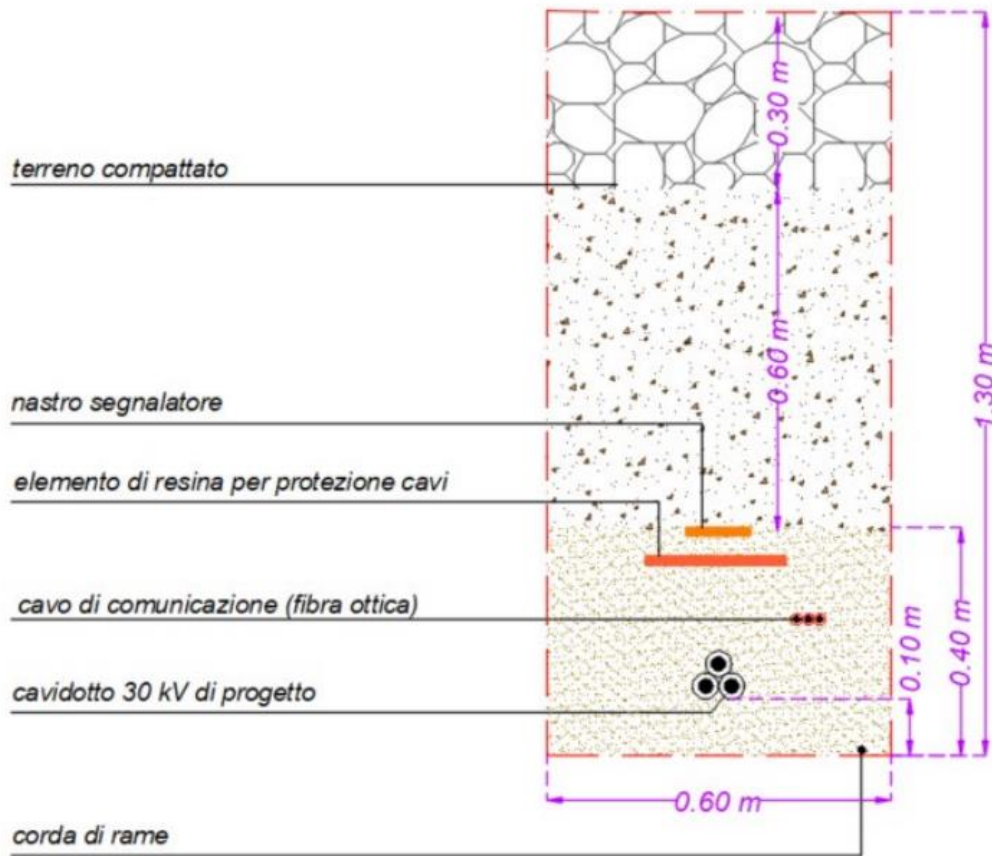 0.30 m
terreno compattato
0.60 m
1.30 m
nastro segnalatore
elemento di resina per protezione cavi
cavo di comunicazione (fibra ottica)
0.10 m
0.40 m
cavidotto 30 kV di progetto
0.60 m
corda di rame